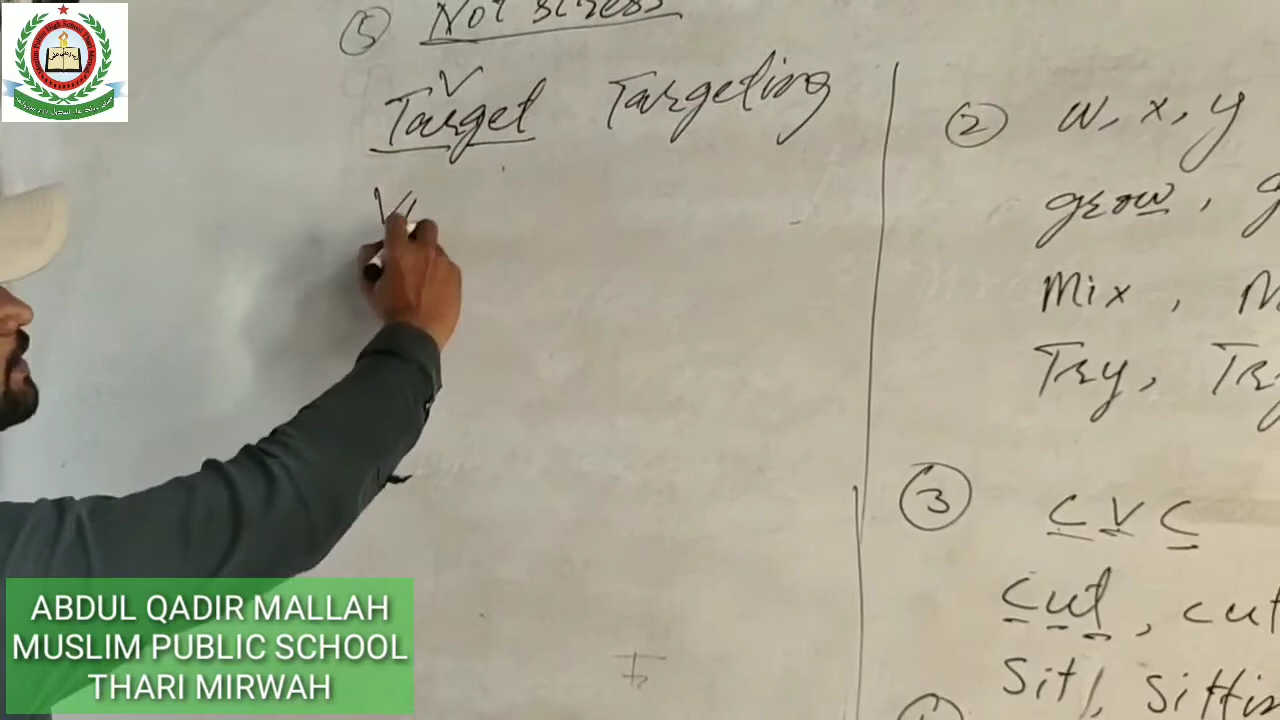 ⑤ Not stress
V
Target Targeting
V
② w, x, y
grow,
Mix,
Try,
③ C V C
cut, cut
Sit, Sittin
ABDUL QADIR MALLAH
MUSLIM PUBLIC SCHOOL
THARI MIRWAH